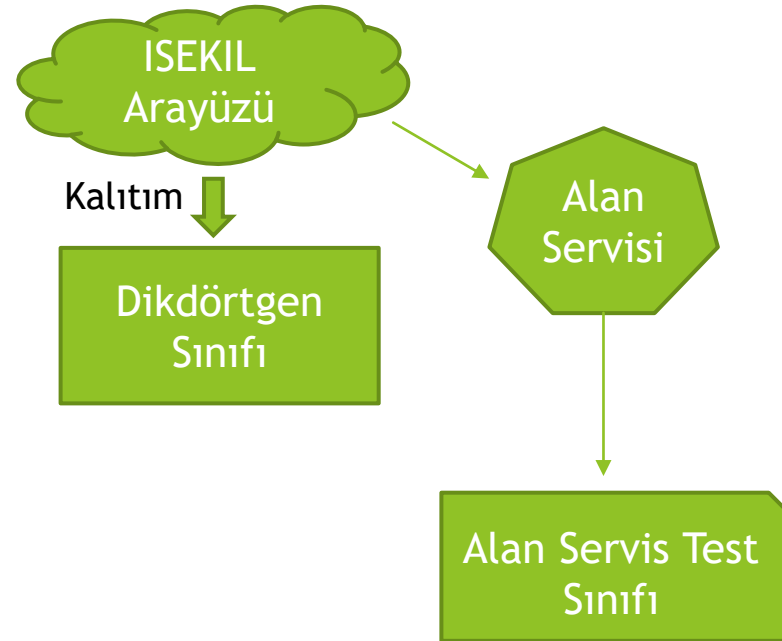 ISEKIL
Arayüzü
Kalıtım
Alan
Servisi
Dikdörtgen
Sınıfı
Alan Servis Test
Sınıfı